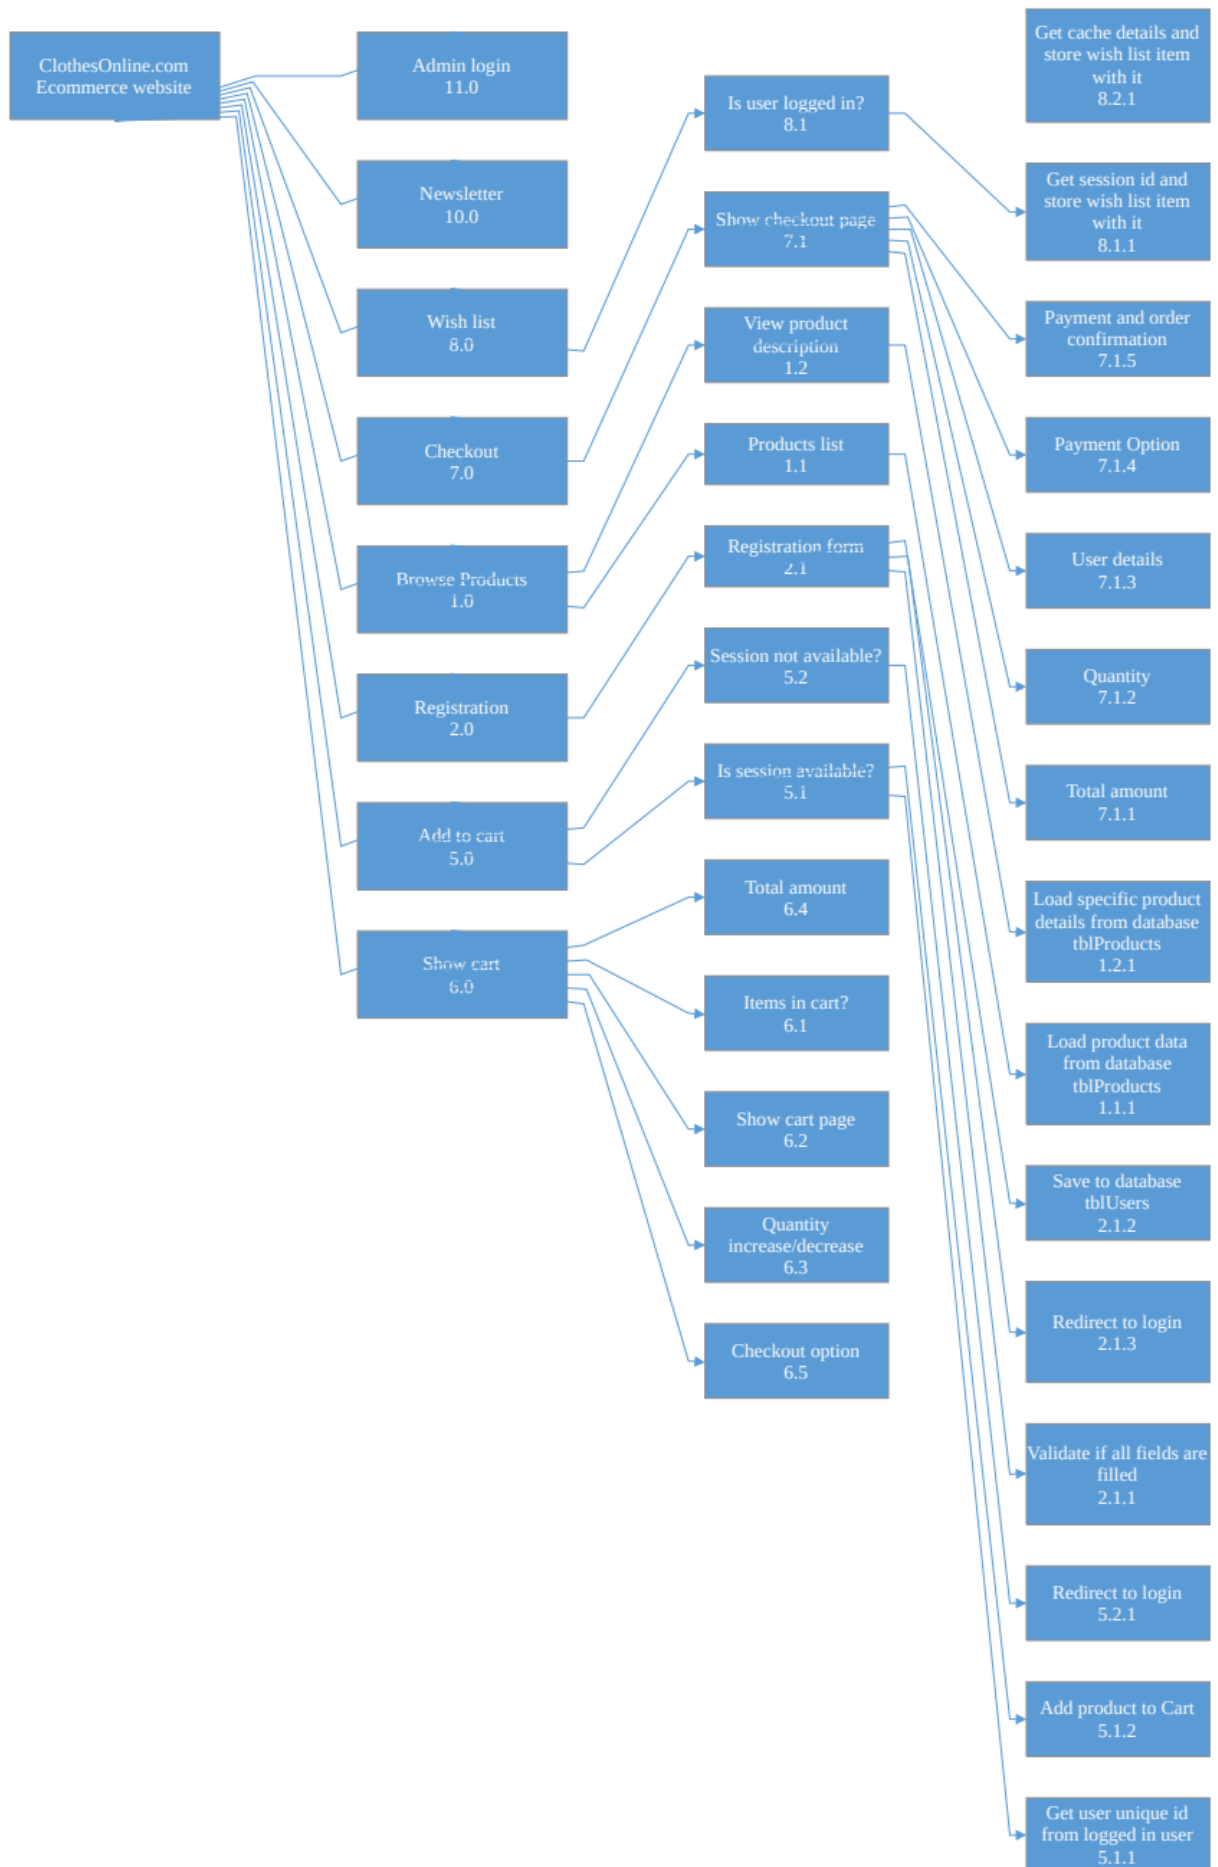 ClothesOnline.com
Ecommerce website
Admin login
11.0
Newsletter
10.0
Wish list
8.0
Checkout
7.0
Browse Products
1.0
Registration
2.0
Add to cart
5.0
Show cart
6.0
Is user logged in?
8.1
Show checkout page
7.1
View product
description
1.2
Products list
1.1
Registration form
2.1
Session not available?
5.2
Is session available?
5.1
Total amount
6.4
Items in cart?
6.1
Show cart page
6.2
Quantity
increase/decrease
6.3
Checkout option
6.5
Get cache details and
store wish list item
with it
8.2.1
Get session id and
store wish list item
with it
8.1.1
Payment and order
confirmation
7.1.5
Payment Option
7.1.4
User details
7.1.3
Quantity
7.1.2
Total amount
7.1.1
Load specific product
details from database
tblProducts
1.2.1
Load product data
from database
tblProducts
1.1.1
Save to database
tblUsers
2.1.2
Redirect to login
2.1.3
Validate if all fields are
filled
2.1.1
Redirect to login
5.2.1
Add product to Cart
5.1.2
Get user unique id
from logged in user
5.1.1